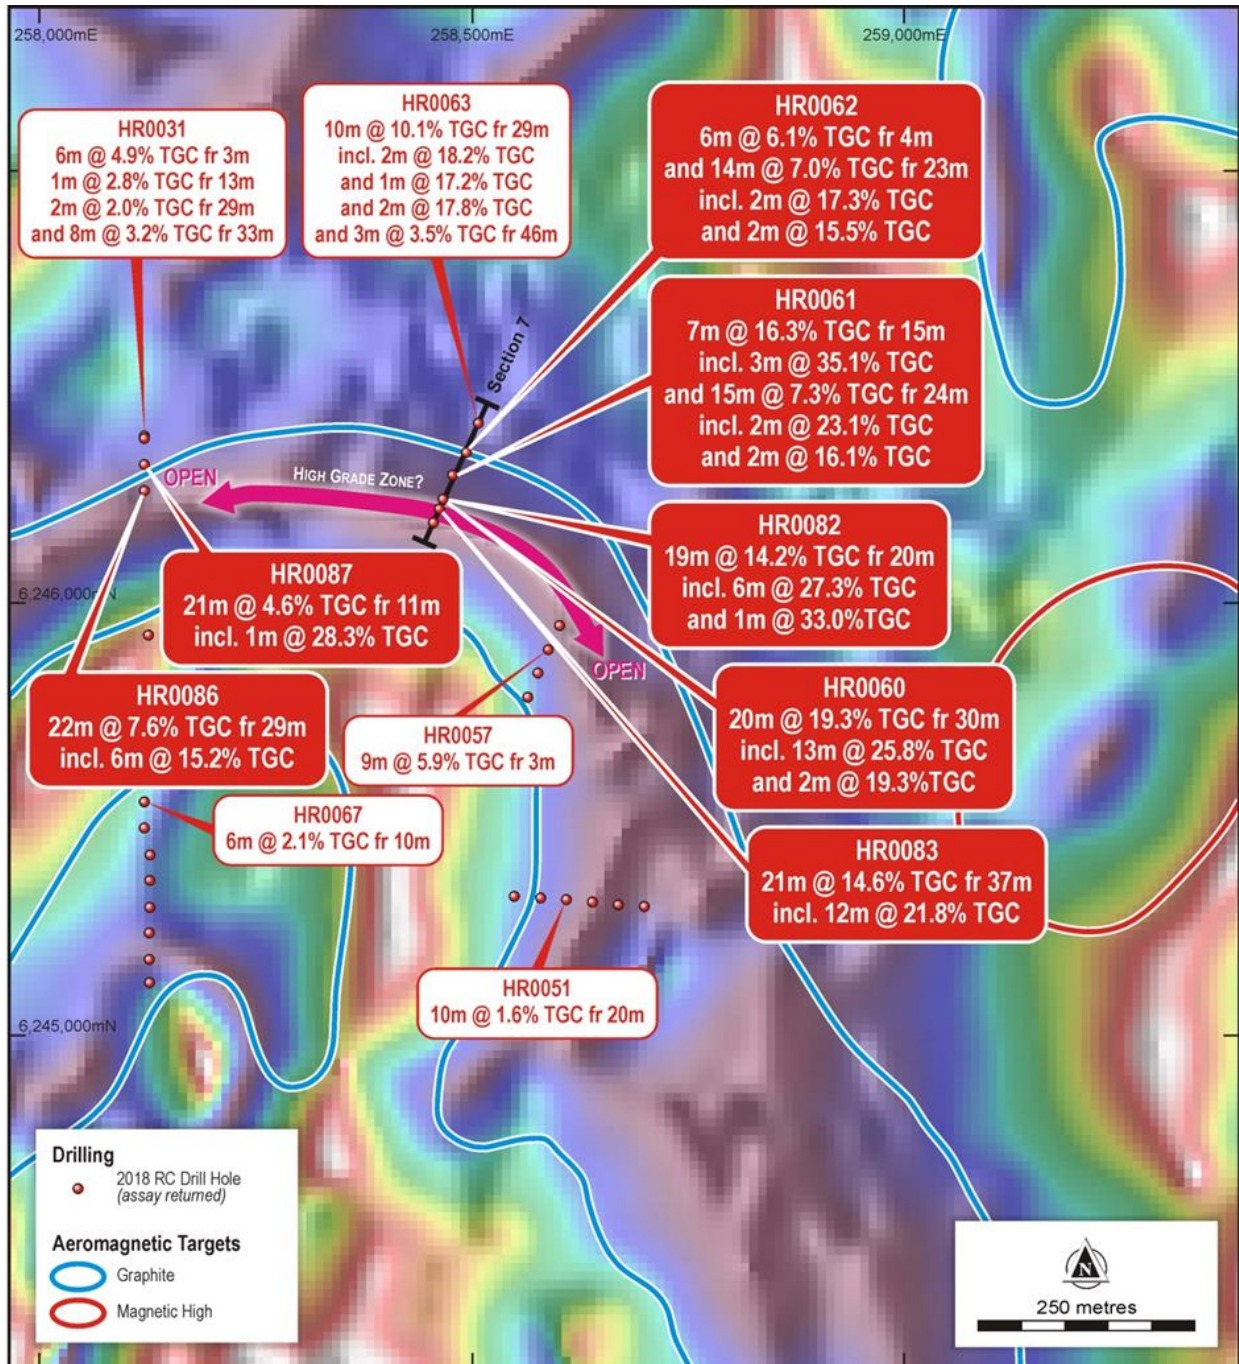 258,000mE
258,500mE
259,000mE
HR0031
6m @ 4.9% TGC fr 3m
1m @ 2.8% TGC fr 13m
2m @ 2.0% TGC fr 29m
and 8m @ 3.2% TGC fr 33m
HR0063
10m @ 10.1% TGC fr 29m
incl. 2m @ 18.2% TGC
and 1m @ 17.2% TGC
and 2m @ 17.8% TGC
and 3m @ 3.5% TGC fr 46m
HR0062
6m @ 6.1% TGC fr 4m
and 14m @ 7.0% TGC fr 23m
incl. 2m @ 17.3% TGC
and 2m @ 15.5% TGC
HR0061
7m @ 16.3% TGC fr 15m
incl. 3m @ 35.1% TGC
and 15m @ 7.3% TGC fr 24m
incl. 2m @ 23.1% TGC
and 2m @ 16.1% TGC
Section 7
OPEN
HIGH GRADE ZONE?
HR0082
19m @ 14.2% TGC fr 20m
incl. 6m @ 27.3% TGC
and 1m @ 33.0%TGC
HR0087
21m @ 4.6% TGC fr 11m
incl. 1m @ 28.3% TGC
6,246,000mN
OPEN
HR0086
22m @ 7.6% TGC fr 29m
incl. 6m @ 15.2% TGC
HR0060
20m @ 19.3% TGC fr 30m
incl. 13m @ 25.8% TGC
and 2m @ 19.3%TGC
HR0057
9m @ 5.9% TGC fr 3m
HR0067
6m @ 2.1% TGC fr 10m
HR0083
21m @ 14.6% TGC fr 37m
incl. 12m @ 21.8% TGC
HR0051
10m @ 1.6% TGC fr 20m
6,245,000mN
Drilling
2018 RC Drill Hole
(assay returned)
Aeromagnetic Targets
Graphite
Magnetic High
N
250 metres